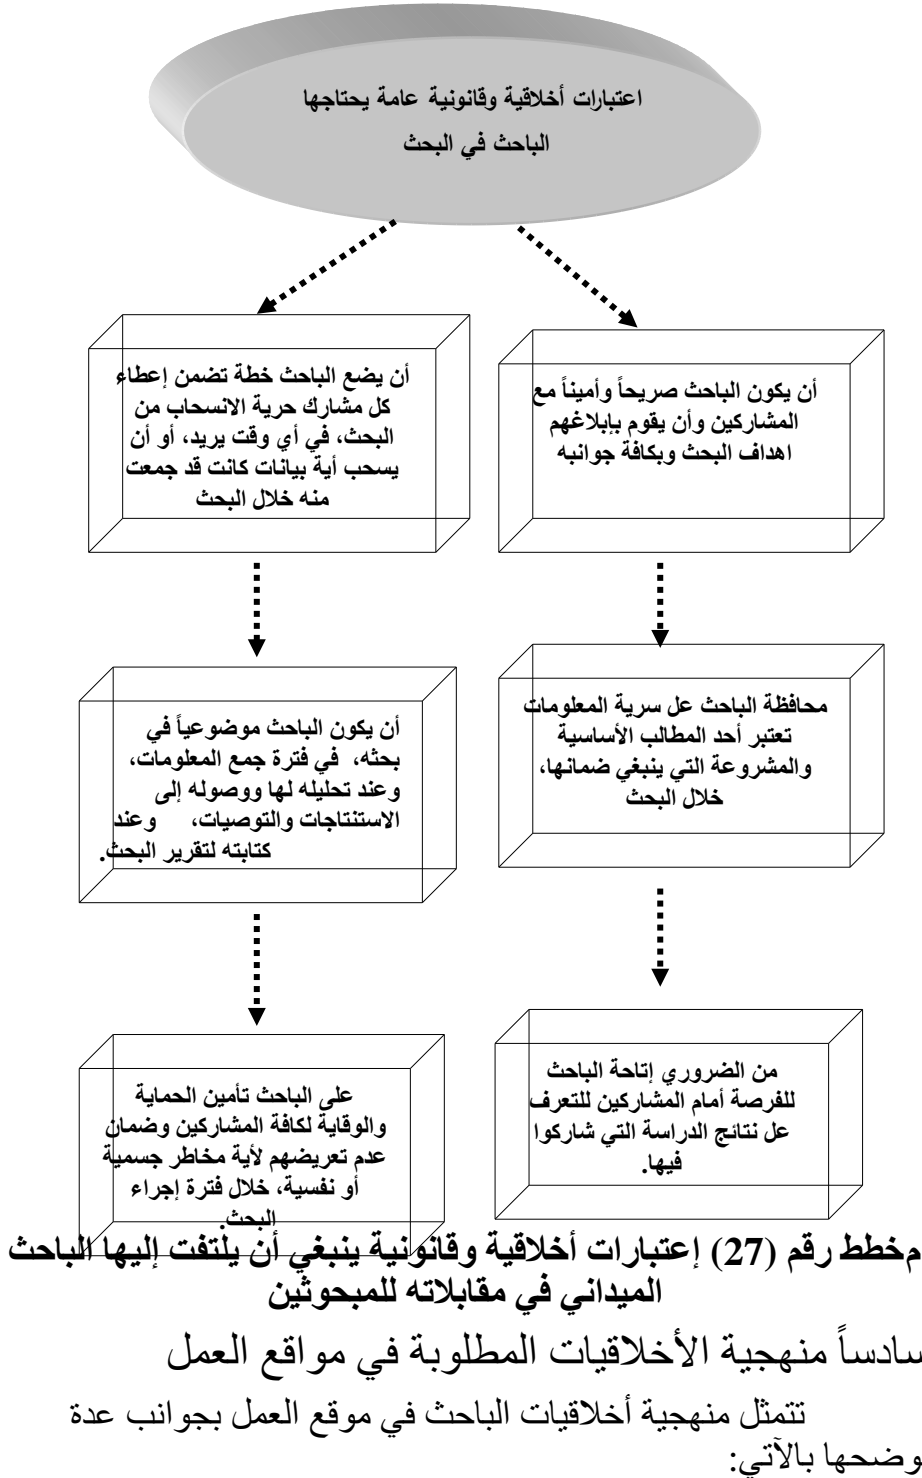 اعتبارات أخلاقية وقانونية عامة يحتاجها
الباحث في البحث
أن يكون الباحث صريحاً وأميناً مع
المشاركين وأن يقوم بإبلاغهم
اهداف البحث وبكافة جوانبه
أن يضع الباحث خطة تضمن إعطاء
كل مشارك حرية الانسحاب من
البحث، في أي وقت يريد، أو أن
يسحب أية بيانات كانت قد جمعت
منه خلال البحث
محافظة الباحث عل سرية المعلومات
تعتبر أحد المطالب الأساسية
والمشروعة التي ينبغي ضمانها،
خلال البحث
أن يكون الباحث موضوعياً في
بحثه، في فترة جمع المعلومات،
وعند تحليله لها ووصوله إلى
الاستنتاجات والتوصيات، وعند
كتابته لتقرير البحث.
من الضروري إتاحة الباحث
للفرصة أمام المشاركين للتعرف
عل نتائج الدراسة التي شاركوا
فيها.
على الباحث تأمين الحماية
والوقاية لكافة المشاركين وضمان
عدم تعريضهم لأية مخاطر جسمية
أو نفسية، خلال فترة إجراء
البحث.
مخطط رقم (27) إعتبارات أخلاقية وقانونية ينبغي أن يلتفت إليها الباحث
الميداني في مقابلاته للمبحوثين
سادساً منهجية الأخلاقيات المطلوبة في مواقع العمل
تتمثل منهجية أخلاقيات الباحث في موقع العمل بجوانب عدة
وضحها بالآتي: